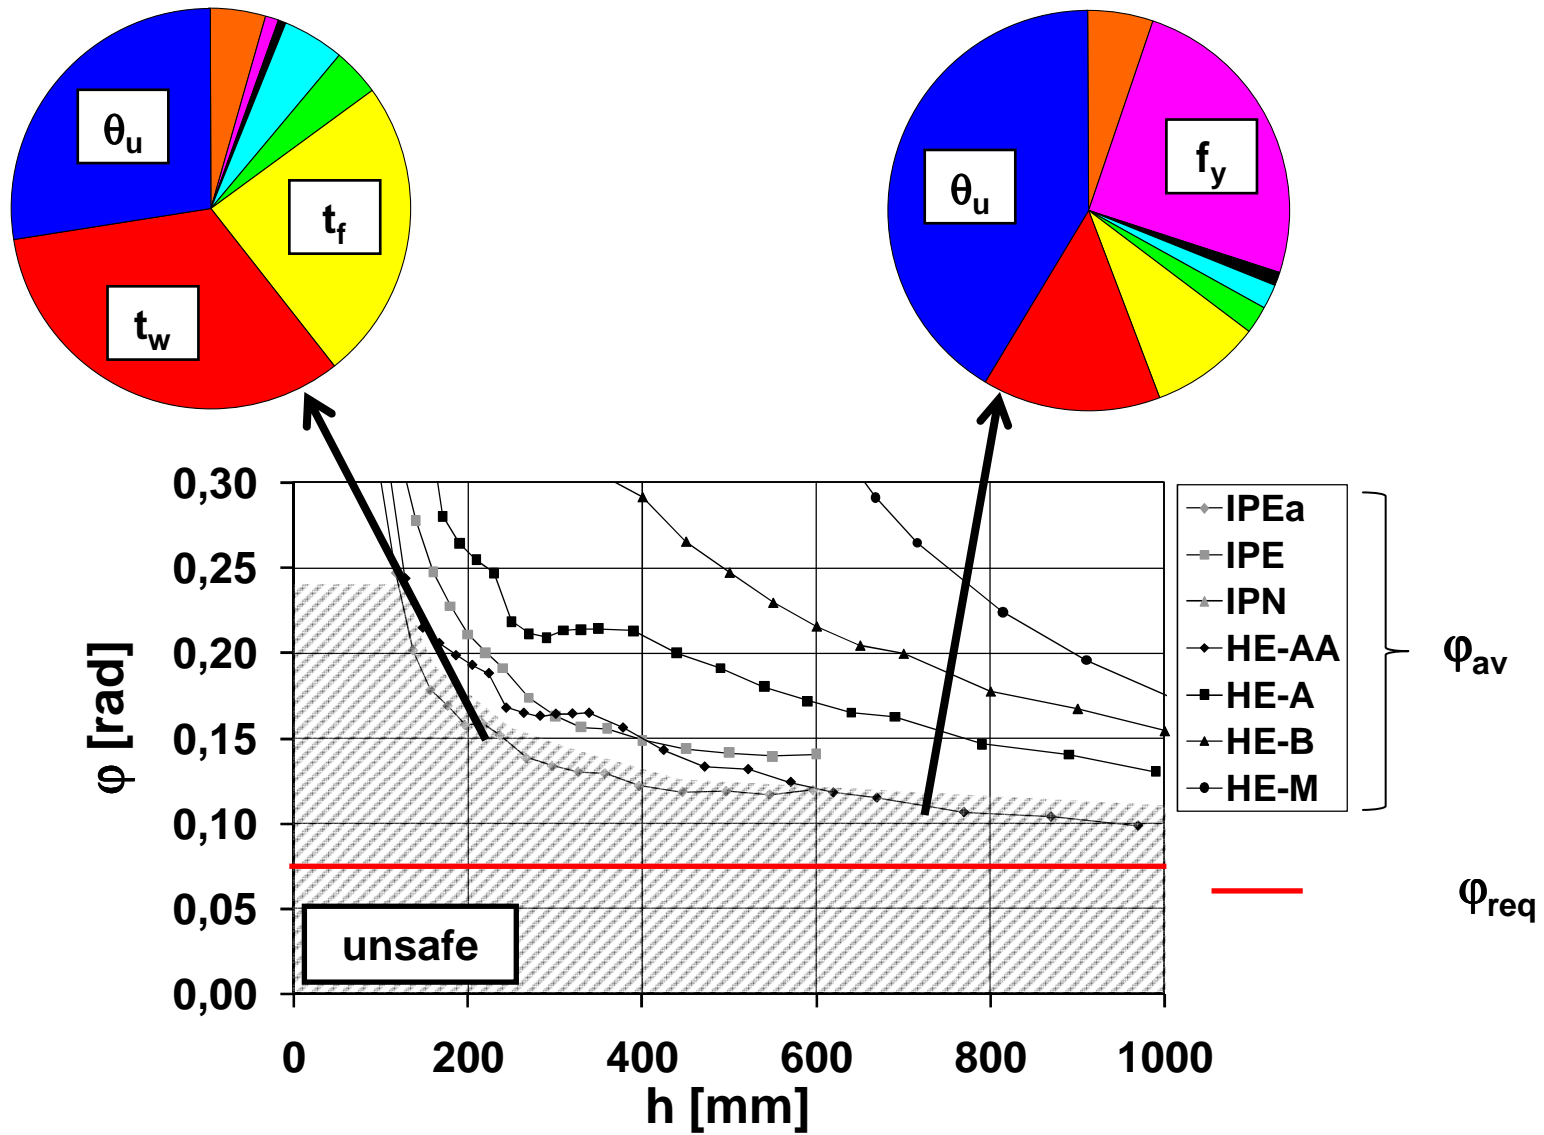 θu
tf
tw
θu
fy
0,30
0,25
0,20
0,15
0,10
0,05
0,00
φ [rad]
unsafe
0 200 400 600 800 1000
h [mm]
IPEa
IPE
IPN
HE-AA
HE-A
HE-B
HE-M
φav
φreq